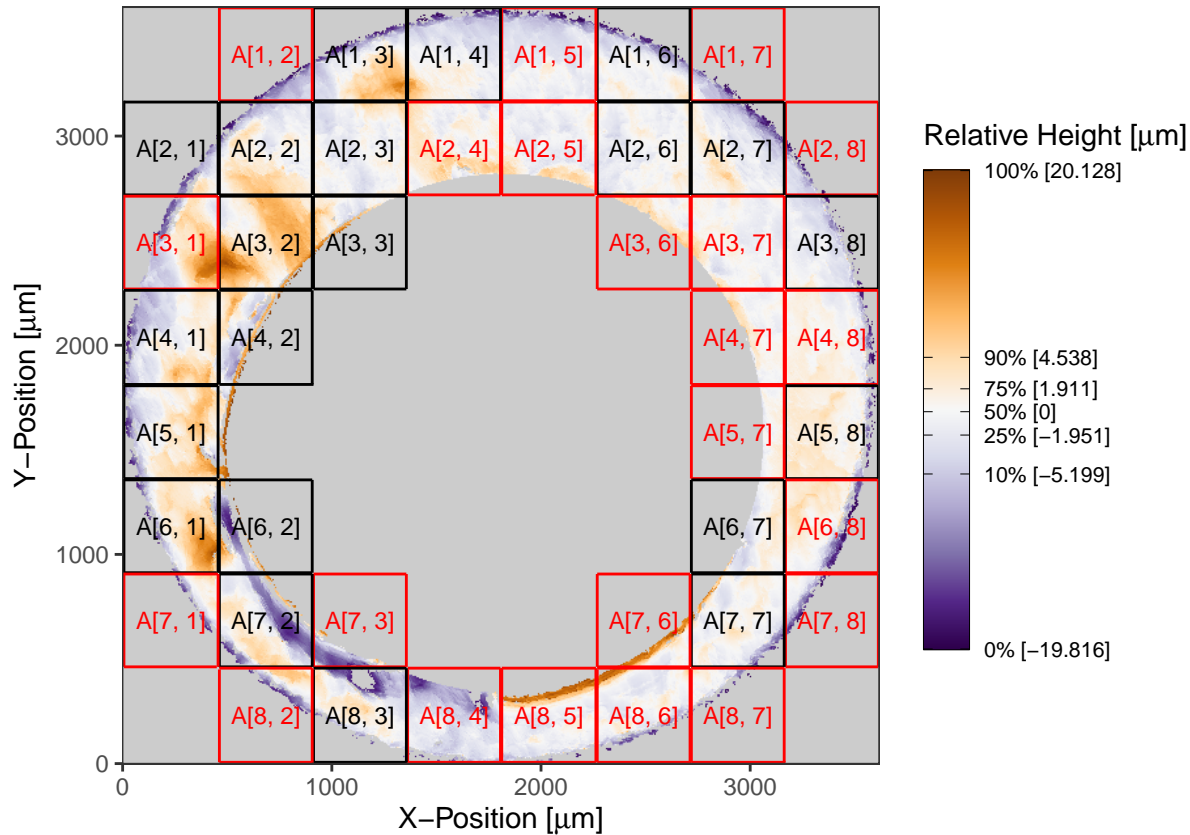 A[1, 2] A[1, 3] A[1, 4] A[1, 5] A[1, 6] A[1, 7]
A[2, 1] A[2, 2] A[2, 3] A[2, 4] A[2, 5] A[2, 6] A[2, 7] A[2, 8]
A[3, 1] A[3, 2] A[3, 3] A[3, 6] A[3, 7] A[3, 8]
A[4, 1] A[4, 2] A[4, 7] A[4, 8]
A[5, 1] A[5, 7] A[5, 8]
A[6, 1] A[6, 2] A[6, 7] A[6, 8]
A[7, 1] A[7, 2] A[7, 3] A[7, 6] A[7, 7] A[7, 8]
A[8, 2] A[8, 3] A[8, 4] A[8, 5] A[8, 6] A[8, 7]
3000
2000
1000
0
Y−Position [μm]
0 1000 2000 3000
X−Position [μm]
Relative Height [μm]
100% [20.128]
90% [4.538]
75% [1.911]
50% [0]
25% [−1.951]
10% [−5.199]
0% [−19.816]